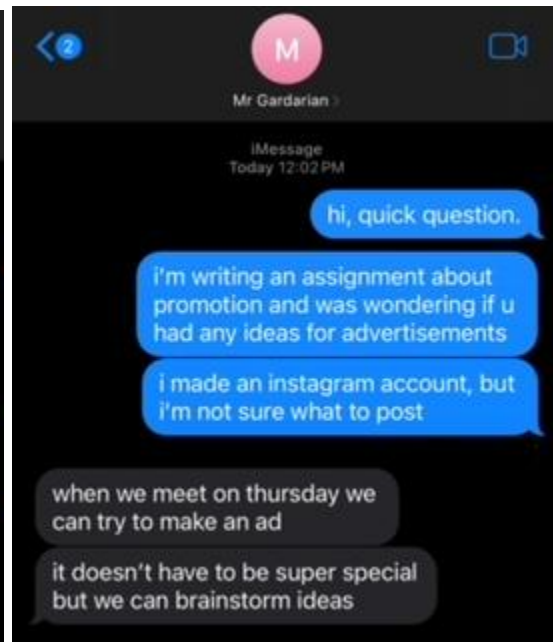 2
M
Mr Gardarian
iMessage
Today 12:02 PM
hi, quick question.
i'm writing an assignment about
promotion and was wondering if u
had any ideas for advertisements
i made an instagram account, but
i'm not sure what to post
when we meet on thursday we
can try to make an ad
it doesn't have to be super special
but we can brainstorm ideas